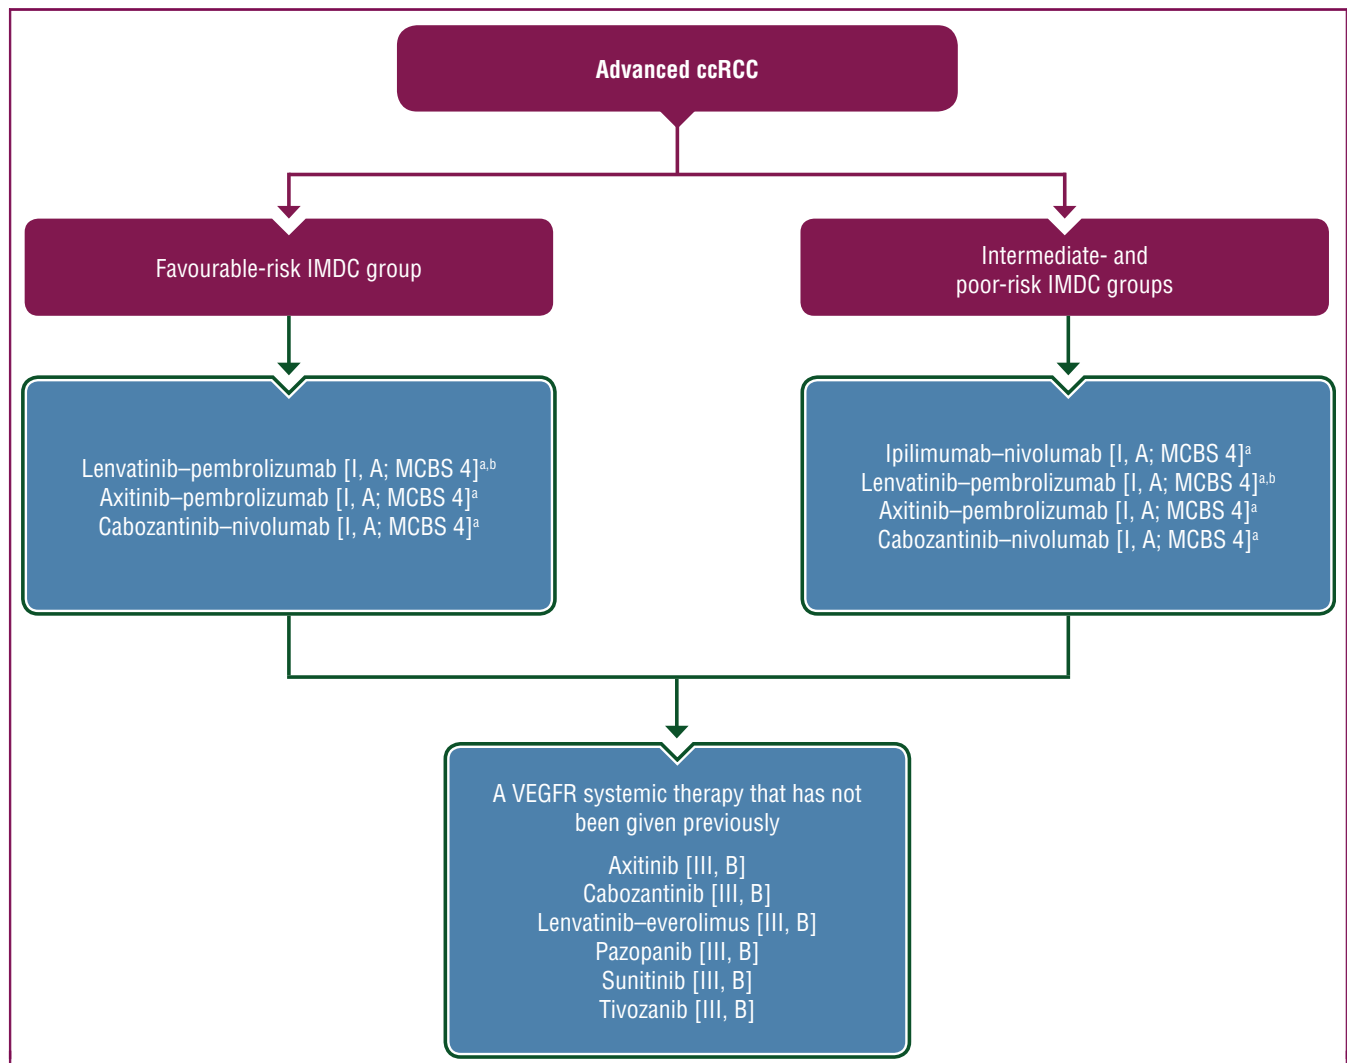 Advanced ccRCC
Favourable-risk IMDC group
Intermediate- and
poor-risk IMDC groups
Lenvatinib–pembrolizumab [I, A; MCBS 4]a,b
Axitinib–pembrolizumab [I, A; MCBS 4]a
Cabozantinib–nivolumab [I, A; MCBS 4]a
Ipilimumab–nivolumab [I, A; MCBS 4]a
Lenvatinib–pembrolizumab [I, A; MCBS 4]a,b
Axitinib–pembrolizumab [I, A; MCBS 4]a
Cabozantinib–nivolumab [I, A; MCBS 4]a
A VEGFR systemic therapy that has not
been given previously
Axitinib [III, B]
Cabozantinib [III, B]
Lenvatinib–everolimus [III, B]
Pazopanib [III, B]
Sunitinib [III, B]
Tivozanib [III, B]